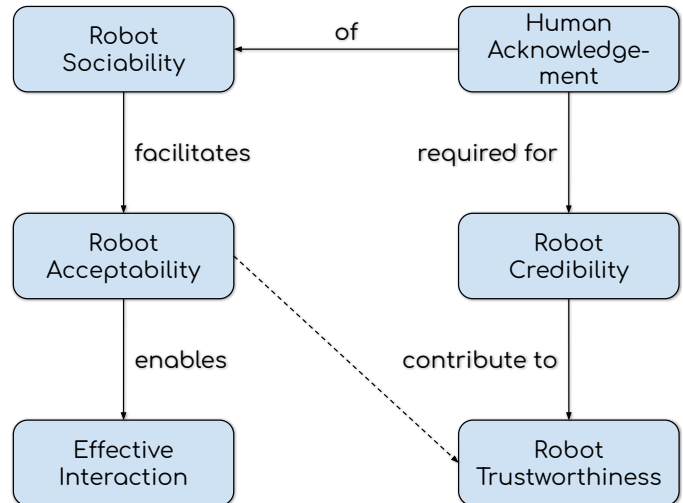 Robot
Sociability
of
Human
Acknowledge-
ment
facilitates
required for
Robot
Acceptability
Robot
Credibility
enables
contribute to
Effective
Interaction
Robot
Trustworthiness